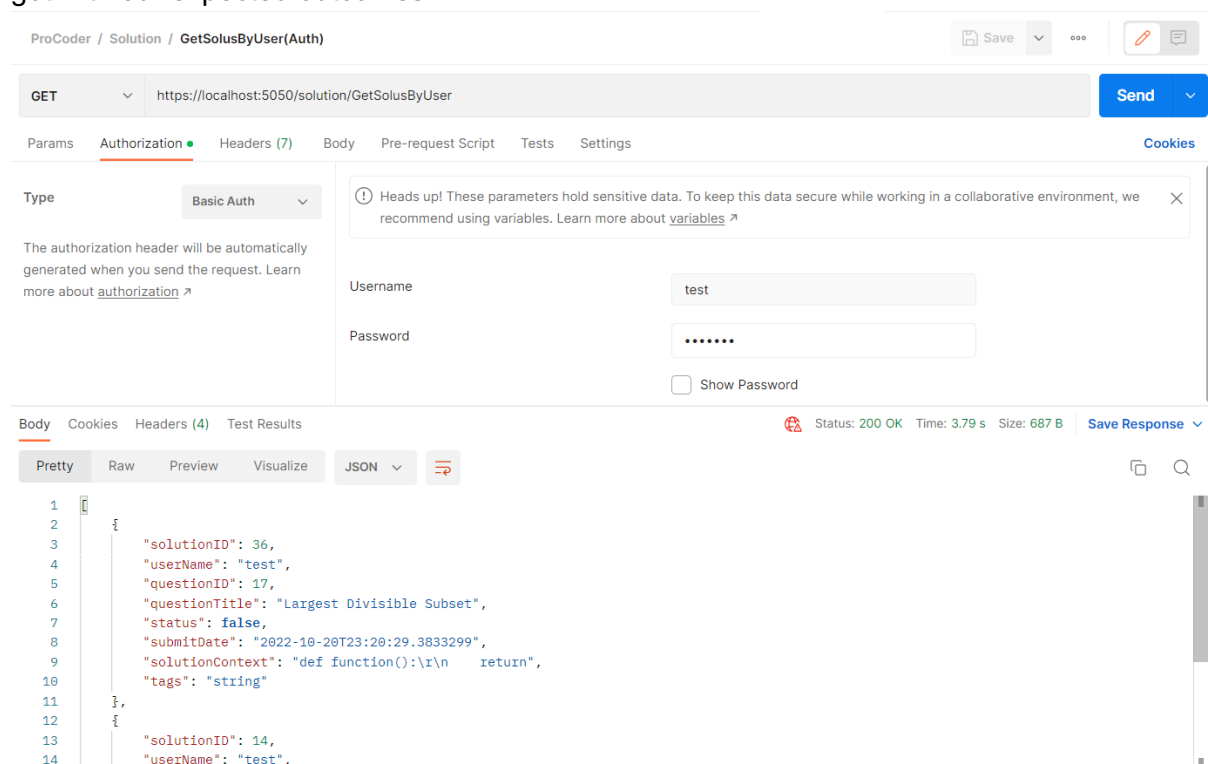 ProCoder / Solution / GetSolusByUser(Auth)
Save
GET https://localhost:5050/solution/GetSolusByUser Send
Params Authorization Headers (7) Body Pre-request Script Tests Settings Cookies
Type Basic Auth
The authorization header will be automatically
generated when you send the request. Learn
more about authorization ↗
Heads up! These parameters hold sensitive data. To keep this data secure while working in a collaborative environment, we
recommend using variables. Learn more about variables ↗
Username test
Password •••••••
Show Password
Body Cookies Headers (4) Test Results Status: 200 OK Time: 3.79 s Size: 687 B Save Response
Pretty Raw Preview Visualize JSON
1 [
2 {
3 "solutionID": 36,
4 "userName": "test",
5 "questionID": 17,
6 "questionTitle": "Largest Divisible Subset",
7 "status": false,
8 "submitDate": "2022-10-20T23:20:29.3833299",
9 "solutionContext": "def function():\r\n    return",
10 "tags": "string"
11 },
12 {
13 "solutionID": 14,
14 "userName": "test",